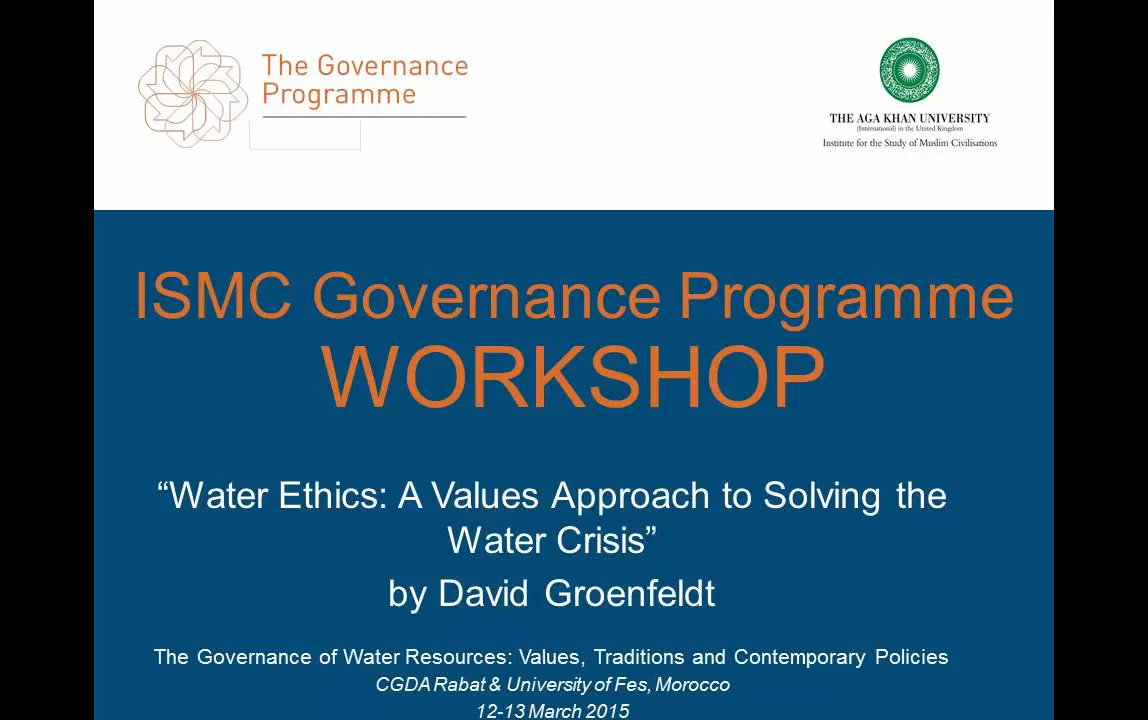 The Governance
Programme
THE AGA KHAN UNIVERSITY
(International) in the United Kingdom
Institute for the Study of Muslim Civilisations
ISMC Governance Programme
WORKSHOP
“Water Ethics: A Values Approach to Solving the
Water Crisis”
by David Groenfeldt
The Governance of Water Resources: Values, Traditions and Contemporary Policies
CGDA Rabat & University of Fes, Morocco
12-13 March 2015